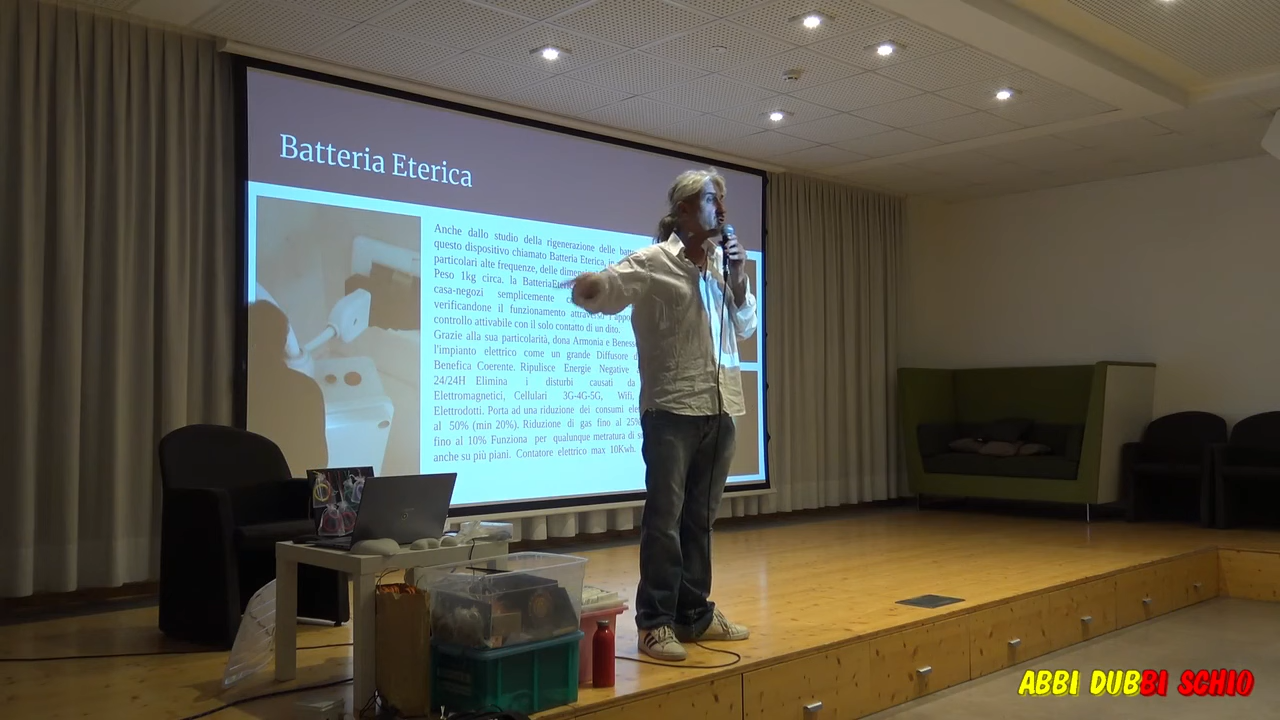 Batteria Eterica
Anche dallo studio della rigenerazione delle
questo dispositivo chiamato Batteria Eterica,
particolari alte frequenze, delle
Peso 1kg circa. la
casa-negozi semplicemente
verificandone il funzionamento
controllo attivabile con il solo contatto di un dito.
Grazie alla sua particolarità, dona Armonia e
l'impianto elettrico come un grande Diffusore
Benefica Coerente. Ripulisce Energie Negative
24/24H Elimina i disturbi causati da
Elettromagnetici, Cellulari 3G-4G-5G, Wifi,
Elettrodotti. Porta ad una riduzione dei consumi
al 50% (min 20%). Riduzione di gas fino al 25%
fino al 10% Funziona per qualunque metratura di
anche su più piani. Contatore elettrico max 10Kwh.
ABBI DUBBI SCHIO